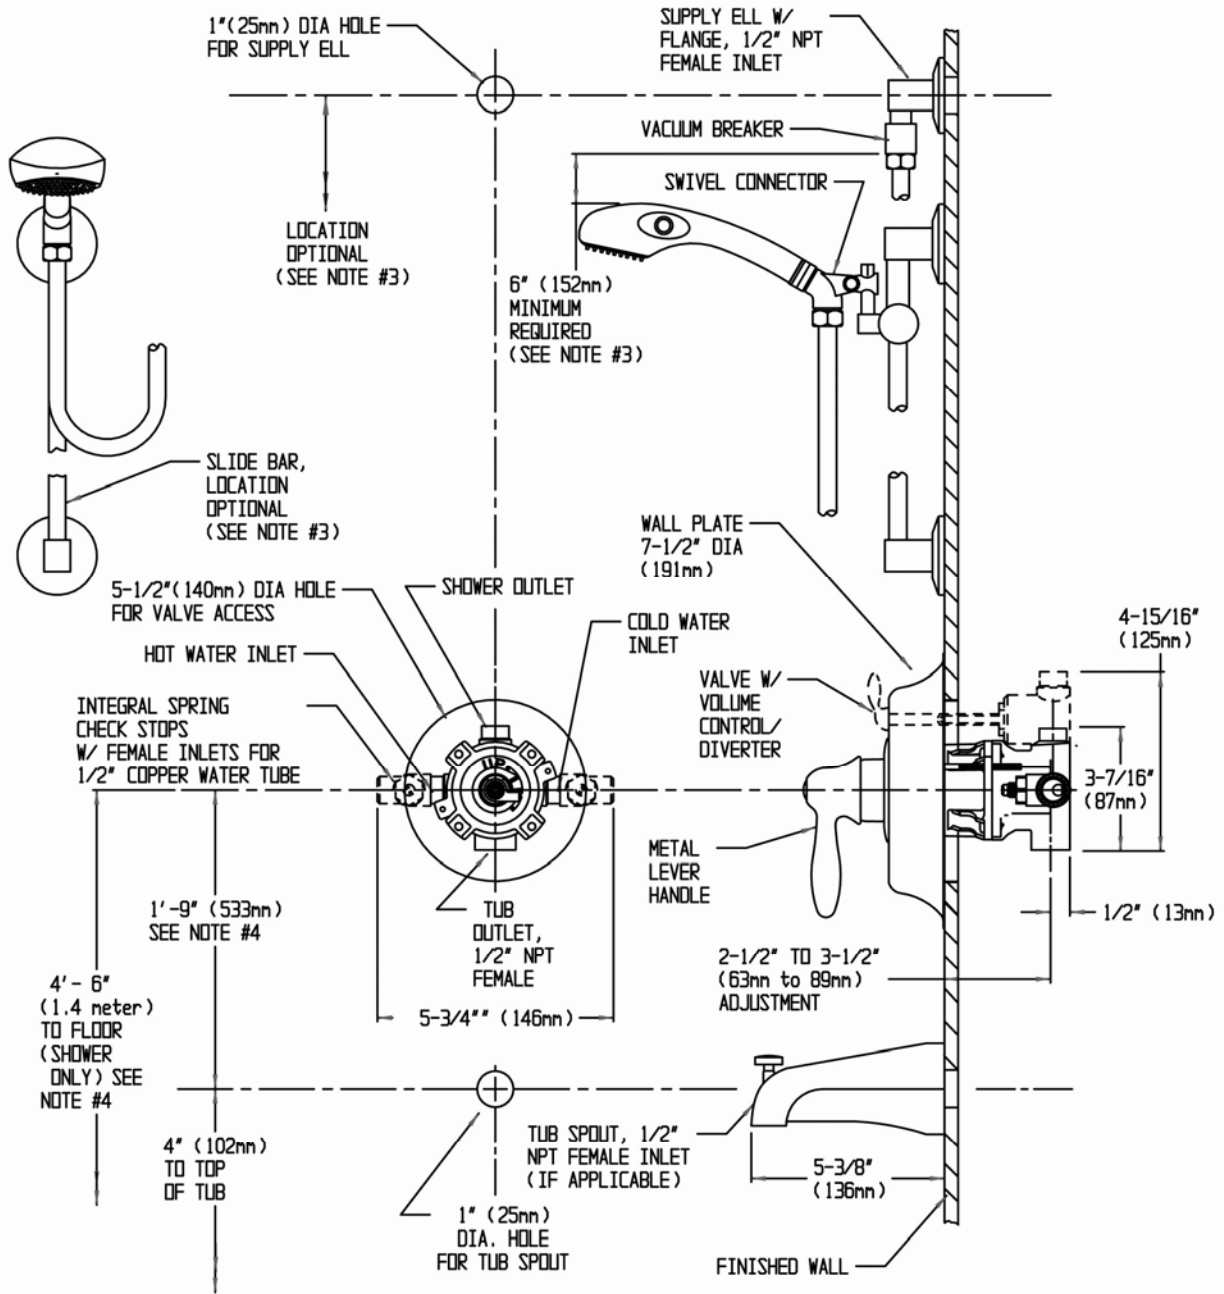 1"(25mm) DIA HOLE
FOR SUPPLY ELL
SUPPLY ELL W/
FLANGE, 1/2" NPT
FEMALE INLET
VACUUM BREAKER
SWIVEL CONNECTOR
LOCATION
OPTIONAL
(SEE NOTE #3)
6" (152mm)
MINIMUM
REQUIRED
(SEE NOTE #3)
SLIDE BAR,
LOCATION
OPTIONAL
(SEE NOTE #3)
WALL PLATE
7-1/2" DIA
(191mm)
5-1/2"(140mm) DIA HOLE
FOR VALVE ACCESS
SHOWER OUTLET
COLD WATER
INLET
4-15/16"
(125mm)
HOT WATER INLET
VALVE W/
VOLUME
CONTROL/
DIVERTER
INTEGRAL SPRING
CHECK STOPS
W/ FEMALE INLETS FOR
1/2" COPPER WATER TUBE
UP
3-7/16"
(87mm)
METAL
LEVER
HANDLE
1'-9" (533mm)
SEE NOTE #4
TUB
OUTLET,
1/2" NPT
FEMALE
1/2" (13mm)
2-1/2" TO 3-1/2"
(63mm to 89mm)
ADJUSTMENT
4'- 6"
(1.4 meter)
TO FLOOR
(SHOWER
ONLY) SEE
NOTE #4
5-3/4"" (146mm)
4" (102mm)
TO TOP
OF TUB
TUB SPOUT, 1/2"
NPT FEMALE INLET
(IF APPLICABLE)
5-3/8"
(136mm)
1" (25mm)
DIA. HOLE
FOR TUB SPOUT
FINISHED WALL